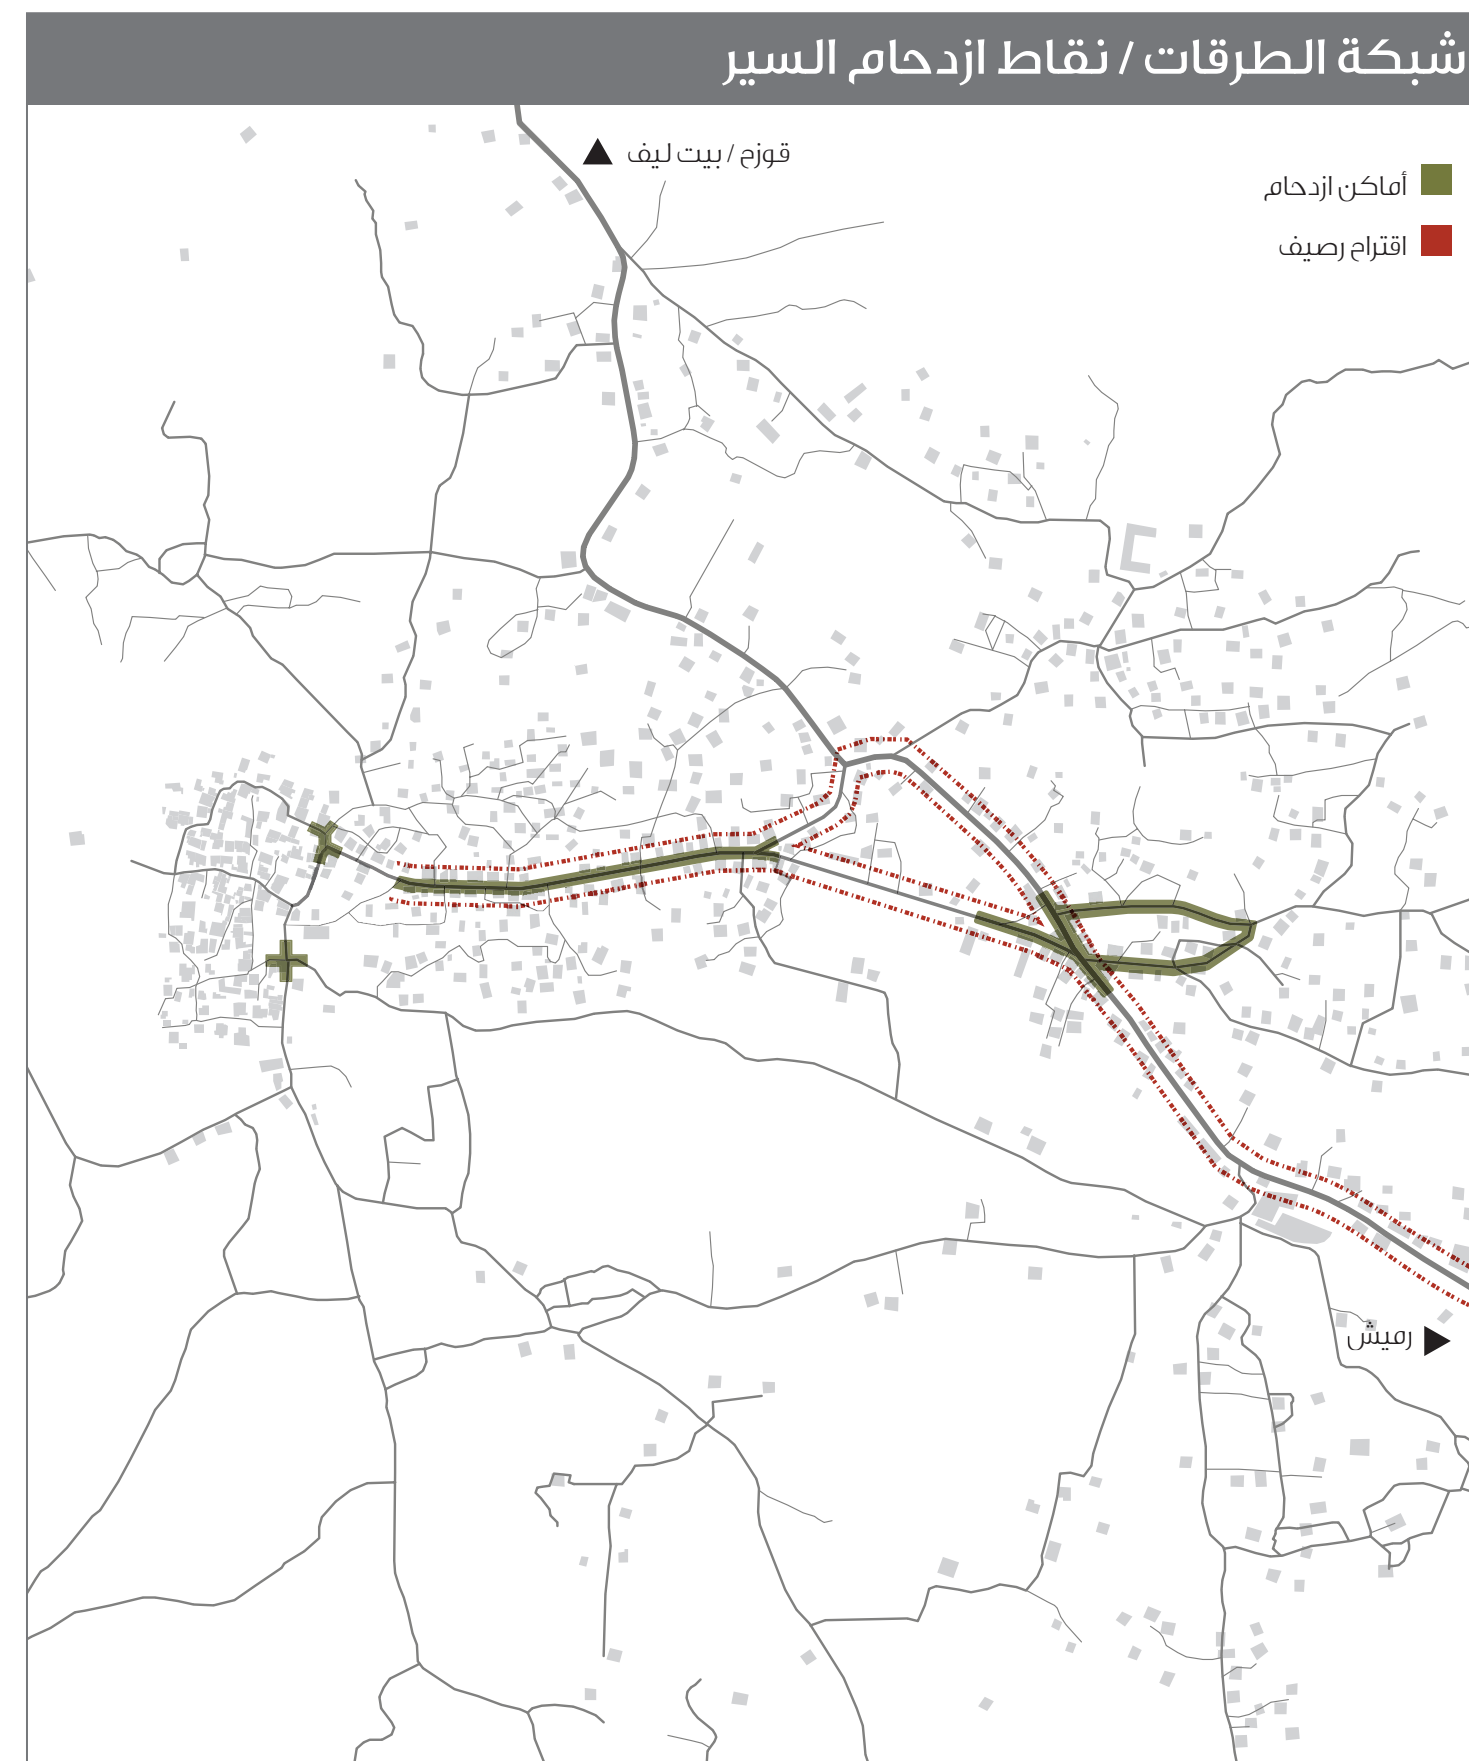 شبكة الطرقات / نقاط ازدحام السير
قوزح / بيت ليف
أماكن ازدحام
اقتراح رصيف
رميش